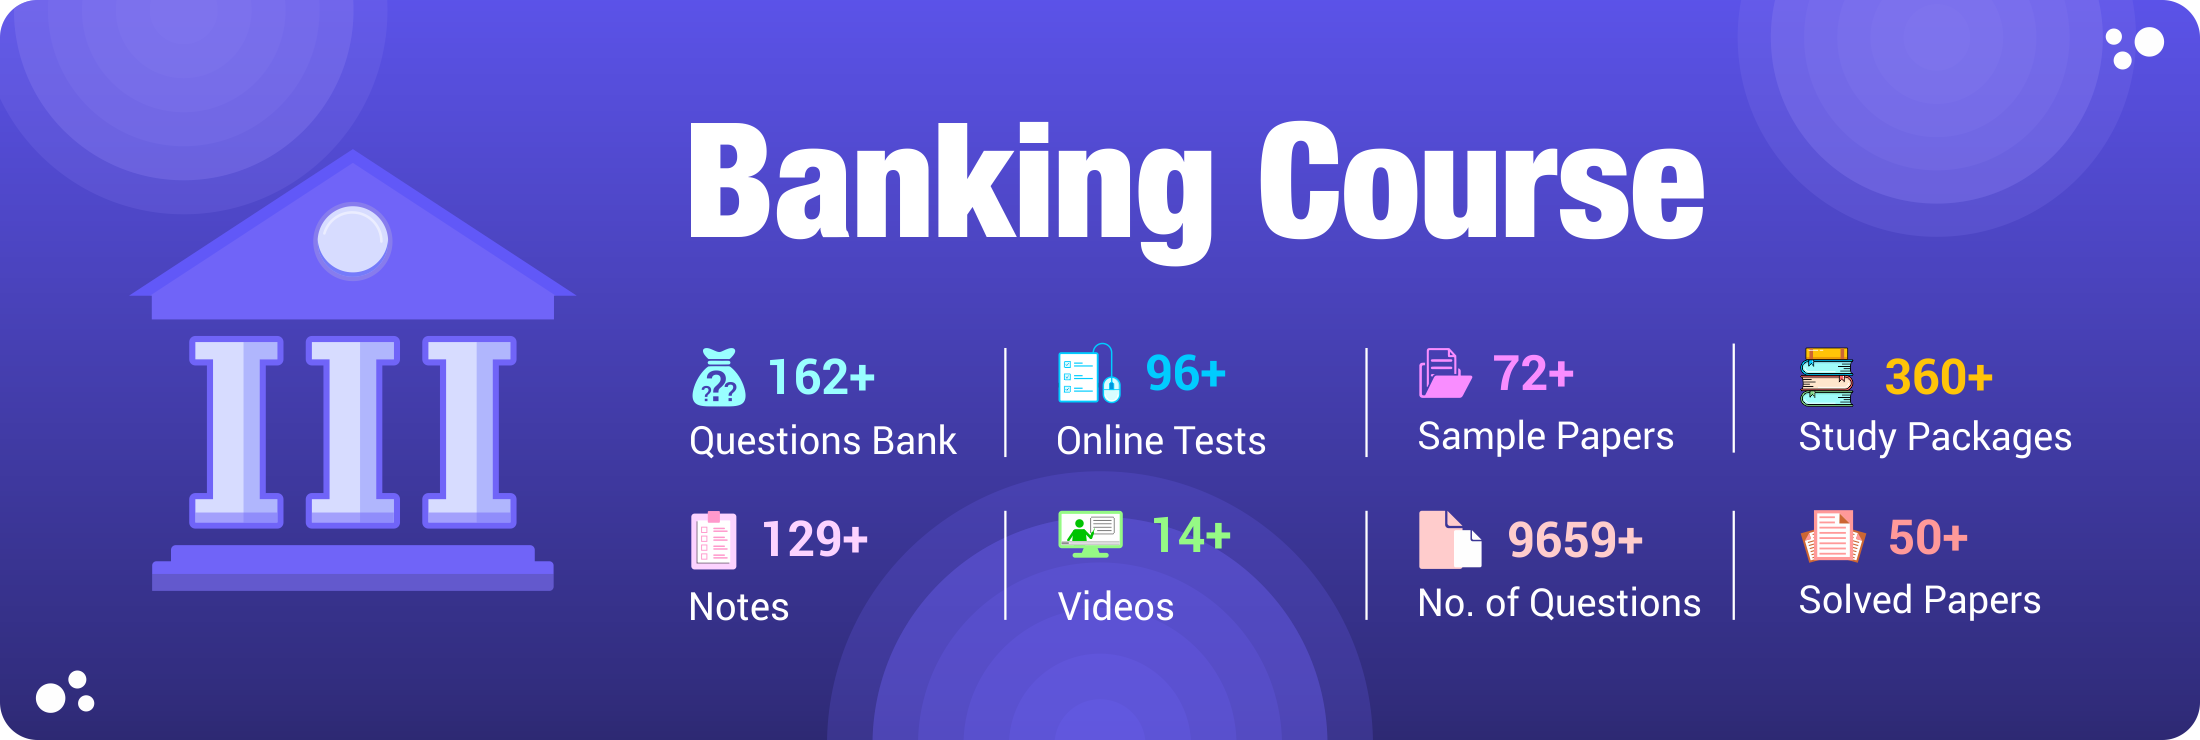 Banking Course
??? 162+
Questions Bank
96+
Online Tests
72+
Sample Papers
360+
Study Packages
129+
Notes
14+
Videos
9659+
No. of Questions
50+
Solved Papers